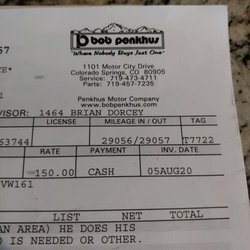 bob penkhus
"Where Nobody Buys Just One"
57
1101 Motor City Drive
Colorado Springs, CO 80905
Service: 719-473-4711
Parts: 719-457-7235
Penkhus Motor Company
www.bobpenkhus.com
VISOR: 1464 BRIAN DORCEY
LICENSE MILEAGE IN / OUT TAG
63744 29056/29057 T7722
RATE PAYMENT INV. DATE
150.00 CASH 05AUG20
VW161
LIST NET TOTAL
AN AREA) HE DOES HIS
D IS NEEDED OR OTHER.